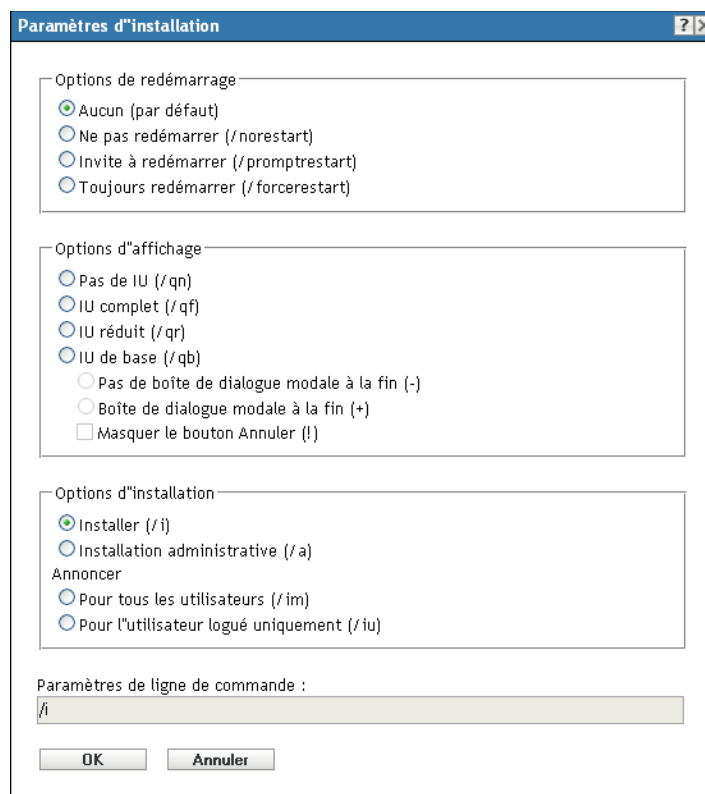 Paramètres d"installation
Options de redémarrage
Aucun (par défaut)
Ne pas redémarrer (/norestart)
Invite à redémarrer (/promptrestart)
Toujours redémarrer (/forcerestart)
Options d"affichage
Pas de IU (/qn)
IU complet (/qf)
IU réduit (/qr)
IU de base (/qb)
Pas de boîte de dialogue modale à la fin (-)
Boîte de dialogue modale à la fin (+)
Masquer le bouton Annuler (!)
Options d"installation
Installer (/i)
Installation administrative (/a)
Annoncer
Pour tous les utilisateurs (/im)
Pour l"utilisateur logué uniquement (/iu)
Paramètres de ligne de commande :
/i
OK Annuler